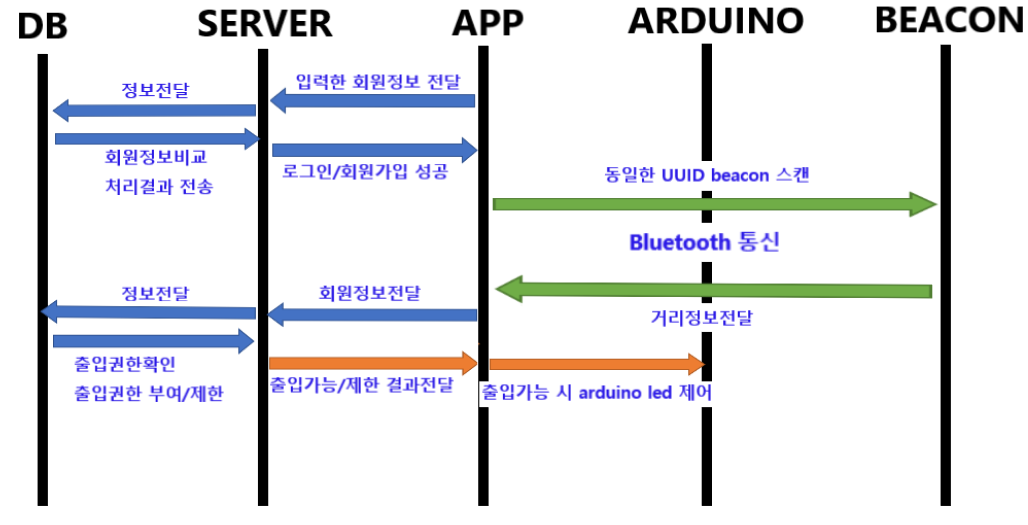 DB
SERVER
APP
ARDUINO
BEACON
정보전달
입력한 회원정보 전달
회원정보비교
처리결과 전송
로그인/회원가입 성공
동일한 UUID beacon 스캔
Bluetooth 통신
정보전달
회원정보전달
거리정보전달
출입권한확인
출입권한 부여/제한
출입가능/제한 결과전달
출입가능 시 arduino led 제어